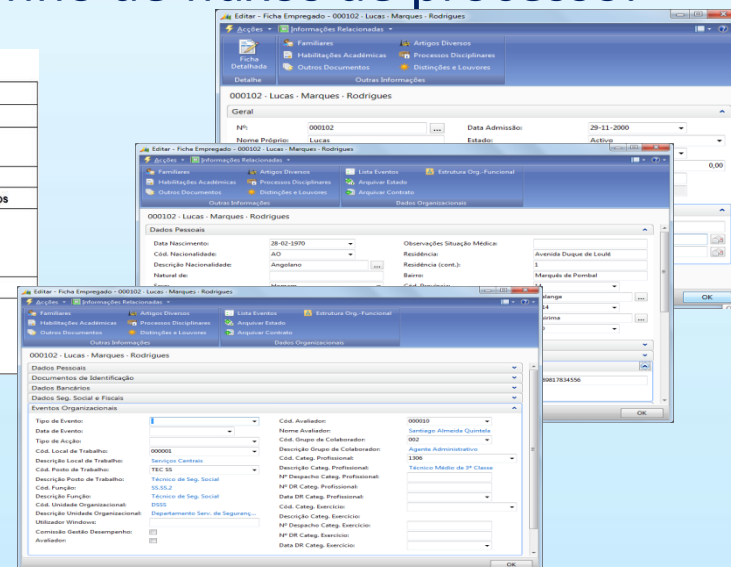 de fluxos de processo.
os
Editar - Ficha Empregado - 000102 · Lucas · Marques · Rodrigues
Acções Informações Relacionadas
Ficha Detalhada
Familiares
Habilitações Académicas
Outros Documentos
Artigos Diversos
Processos Disciplinares
Distinções e Louvores
Detalhe
Outras Informações
000102 · Lucas · Marques · Rodrigues
Geral
Nº: 000102 Data Admissão: 29-11-2000
Nome Próprio: Lucas Estado: Activo
0,00
OK
Editar - Ficha Empregado - 000102 · Lucas · Marques · Rodrigues
Acções Informações Relacionadas
Familiares Artigos Diversos Lista Eventos Estrutura Org.-Funcional
Habilitações Académicas Processos Disciplinares Arquivar Estado
Outros Documentos Distinções e Louvores Arquivar Contrato
Outras Informações Dados Organizacionais
000102 · Lucas · Marques · Rodrigues
Dados Pessoais
Data Nascimento: 28-02-1970 Observações Situação Médica:
Cód. Nacionalidade: AO Residência: Avenida Duque de Loulé
Descrição Nacionalidade: Angolano Residência (cont.): 1
Natural de: Bairro: Marquês de Pombal
OK
Editar - Ficha Empregado - 000102 · Lucas · Marques · Rodrigues
Acções Informações Relacionadas
Familiares Artigos Diversos Lista Eventos Estrutura Org.-Funcional
Habilitações Académicas Processos Disciplinares Arquivar Estado
Outros Documentos Distinções e Louvores Arquivar Contrato
Outras Informações Dados Organizacionais
000102 · Lucas · Marques · Rodrigues
Dados Pessoais
Documentos de Identificação
Dados Bancários
Dados Seg. Social e Fiscais
Eventos Organizacionais
Tipo de Evento: Cód. Avaliador: 000010
Data de Evento: Nome Avaliador: Santiago Almeida Quintela
Tipo de Acção: Cód. Grupo de Colaborador: 002
Cód. Local de Trabalho: 000001 Descrição Grupo de Colaborador: Agente Administrativo
Descrição Local de Trabalho: Serviços Centrais Cód. Categ. Profissional: 1306
Cód. Posto de Trabalho: TEC SS Descrição Categ. Profissional: Técnico Médio de 3ª Classe
Descrição Posto de Trabalho: Técnico de Seg. Social Nº Despacho Categ. Profissional:
Cód. Função: SS.SS.2 Nº DR Categ. Profissional:
Descrição Função: Técnico de Seg. Social Data DR Categ. Profissional:
Cód. Unidade Organizacional: DSSS Cód. Categ. Exercício:
Descrição Unidade Organizacional: Departamento Serv. de Seguranç... Descrição Categ. Exercício:
Utilizador Windows: Nº Despacho Categ. Exercício:
Comissão Gestão Desempenho: Nº DR Categ. Exercício:
Avaliador: Data DR Categ. Exercício:
OK